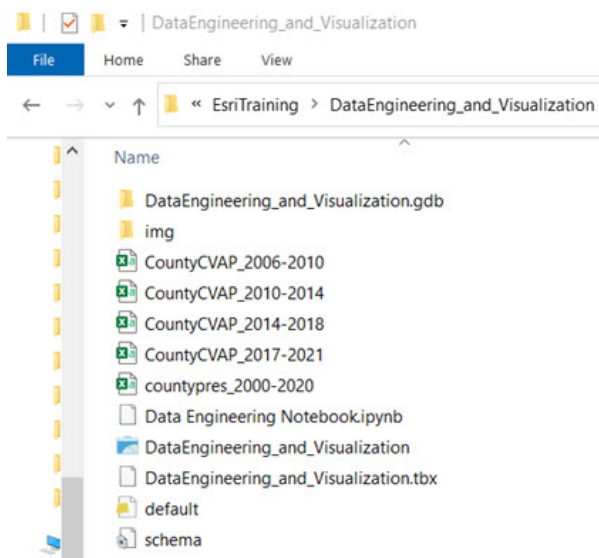 DataEngineering_and_Visualization
File Home Share View
« EsriTraining > DataEngineering_and_Visualization
Name
DataEngineering_and_Visualization.gdb
img
CountyCVAP_2006-2010
CountyCVAP_2010-2014
CountyCVAP_2014-2018
CountyCVAP_2017-2021
countypres_2000-2020
Data Engineering Notebook.ipynb
DataEngineering_and_Visualization
DataEngineering_and_Visualization.tbx
default
schema